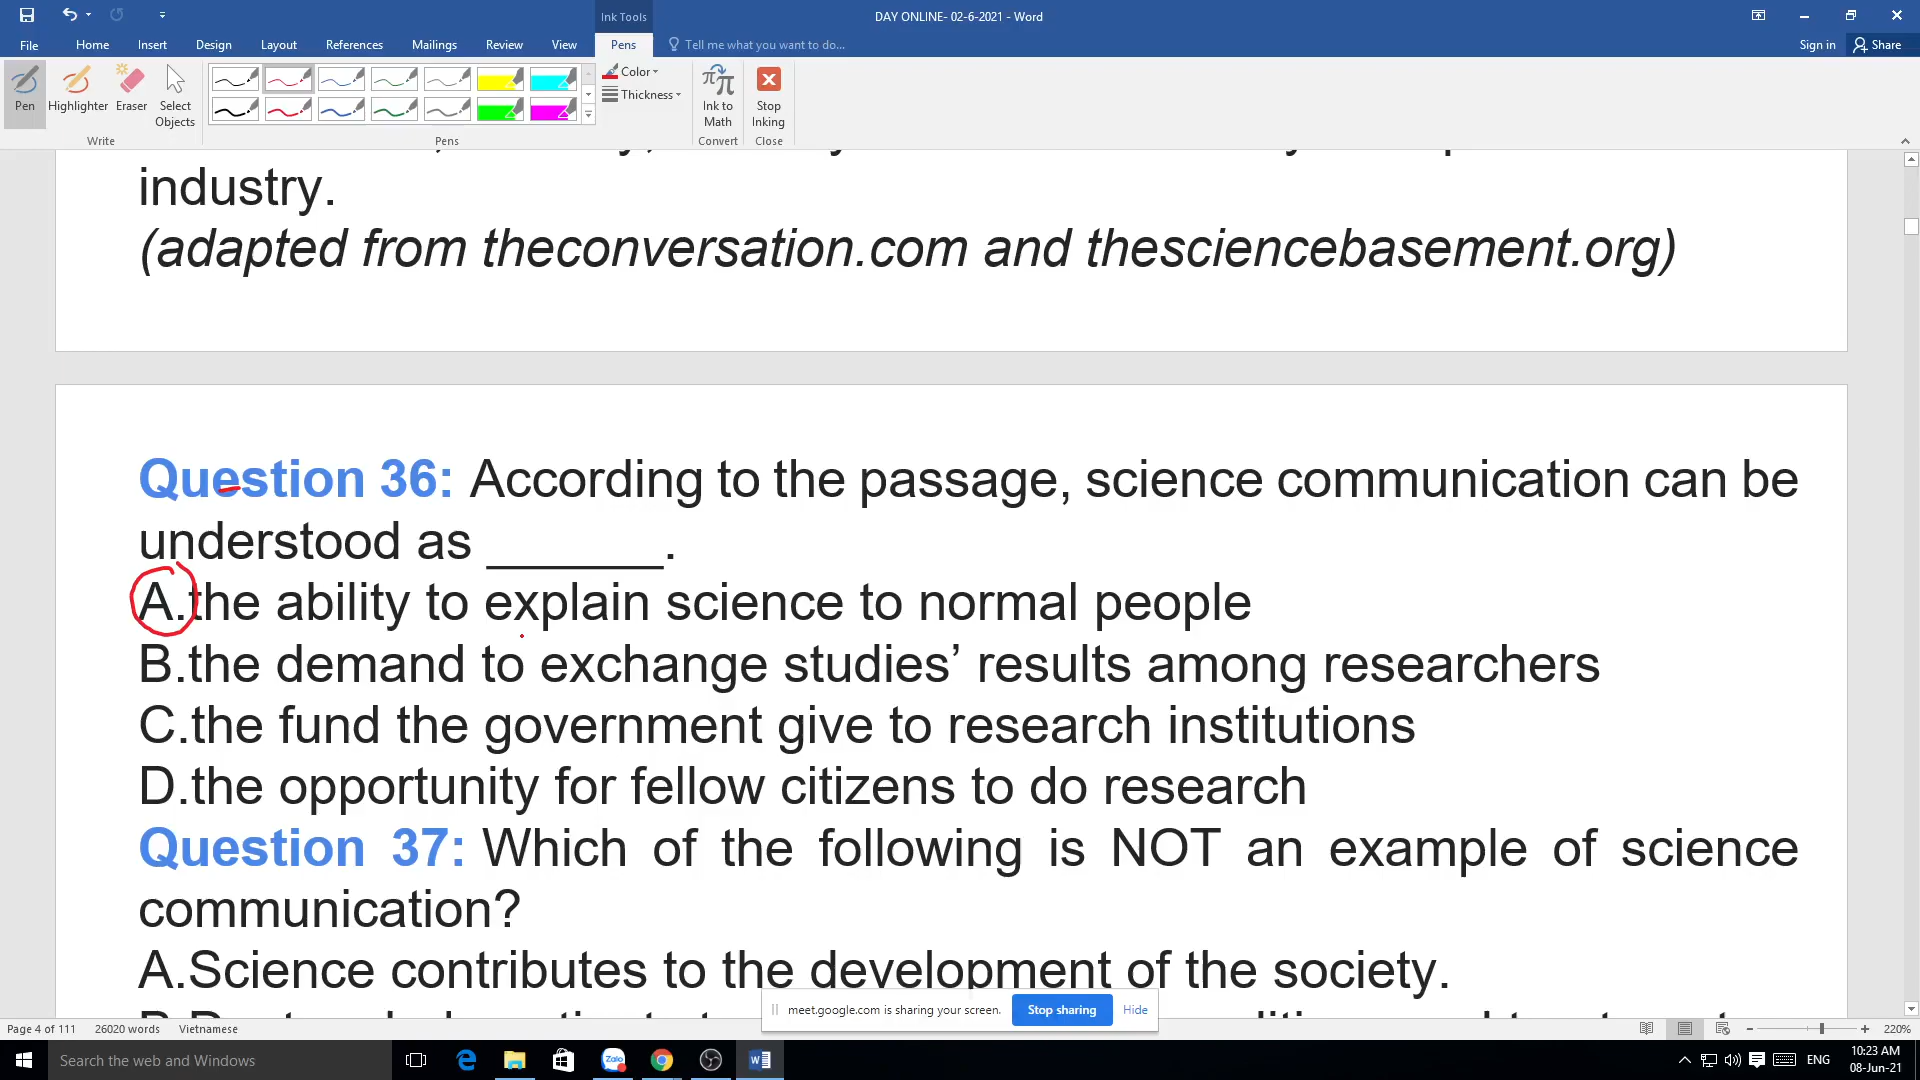 Ink Tools
DAY ONLINE- 02-6-2021 - Word
File Home Insert Design Layout References Mailings Review View Pens Tell me what you want to do... Sign in Share
Pen Highlighter Eraser Select Objects
Color
Thickness
Ink to Math
Stop Inking
Write Pens Convert Close
industry.
(adapted from theconversation.com and thesciencebasement.org)
Question 36: According to the passage, science communication can be
understood as _______.
A.the ability to explain science to normal people
B.the demand to exchange studies’ results among researchers
C.the fund the government give to research institutions
D.the opportunity for fellow citizens to do research
Question 37: Which of the following is NOT an example of science
communication?
A.Science contributes to the development of the society.
meet.google.com is sharing your screen. Stop sharing Hide
Page 4 of 111 26020 words Vietnamese 220%
Search the web and Windows
Zalo
ENG
10:23 AM
08-Jun-21